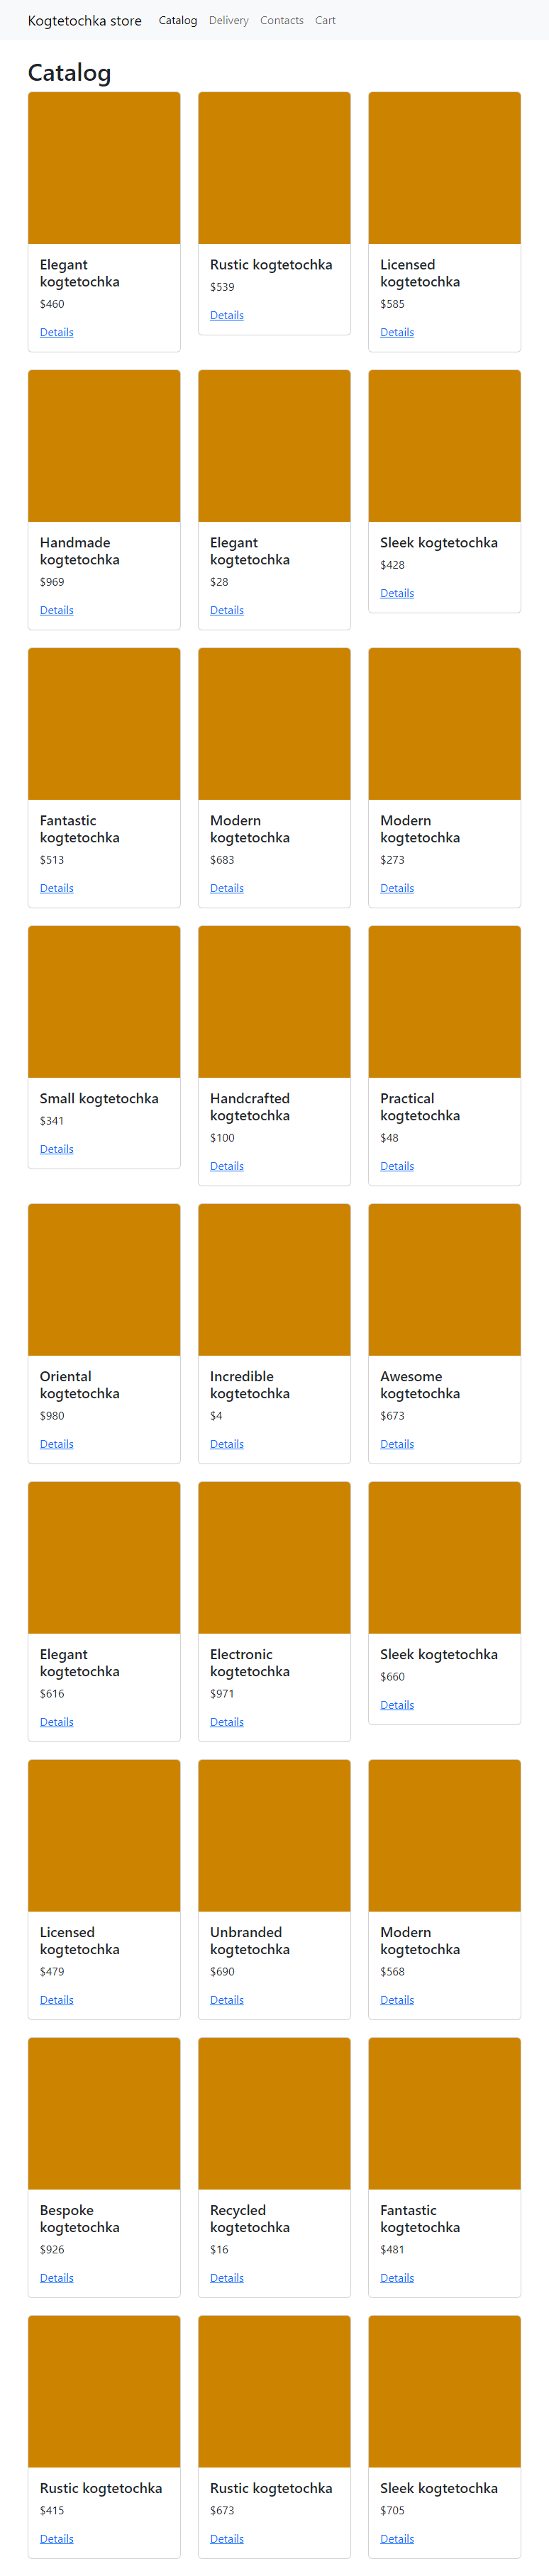 Kogtetochka store Catalog Delivery Contacts Cart
Catalog
Elegant
kogtetochka
$460
Details
Rustic kogtetochka
$539
Details
Licensed
kogtetochka
$585
Details
Handmade
kogtetochka
$969
Details
Elegant
kogtetochka
$28
Details
Sleek kogtetochka
$428
Details
Fantastic
kogtetochka
$513
Details
Modern
kogtetochka
$683
Details
Modern
kogtetochka
$273
Details
Small kogtetochka
$341
Details
Handcrafted
kogtetochka
$100
Details
Practical
kogtetochka
$48
Details
Oriental
kogtetochka
$980
Details
Incredible
kogtetochka
$4
Details
Awesome
kogtetochka
$673
Details
Elegant
kogtetochka
$616
Details
Electronic
kogtetochka
$971
Details
Sleek kogtetochka
$660
Details
Licensed
kogtetochka
$479
Details
Unbranded
kogtetochka
$690
Details
Modern
kogtetochka
$568
Details
Bespoke
kogtetochka
$926
Details
Recycled
kogtetochka
$16
Details
Fantastic
kogtetochka
$481
Details
Rustic kogtetochka
$415
Details
Rustic kogtetochka
$673
Details
Sleek kogtetochka
$705
Details